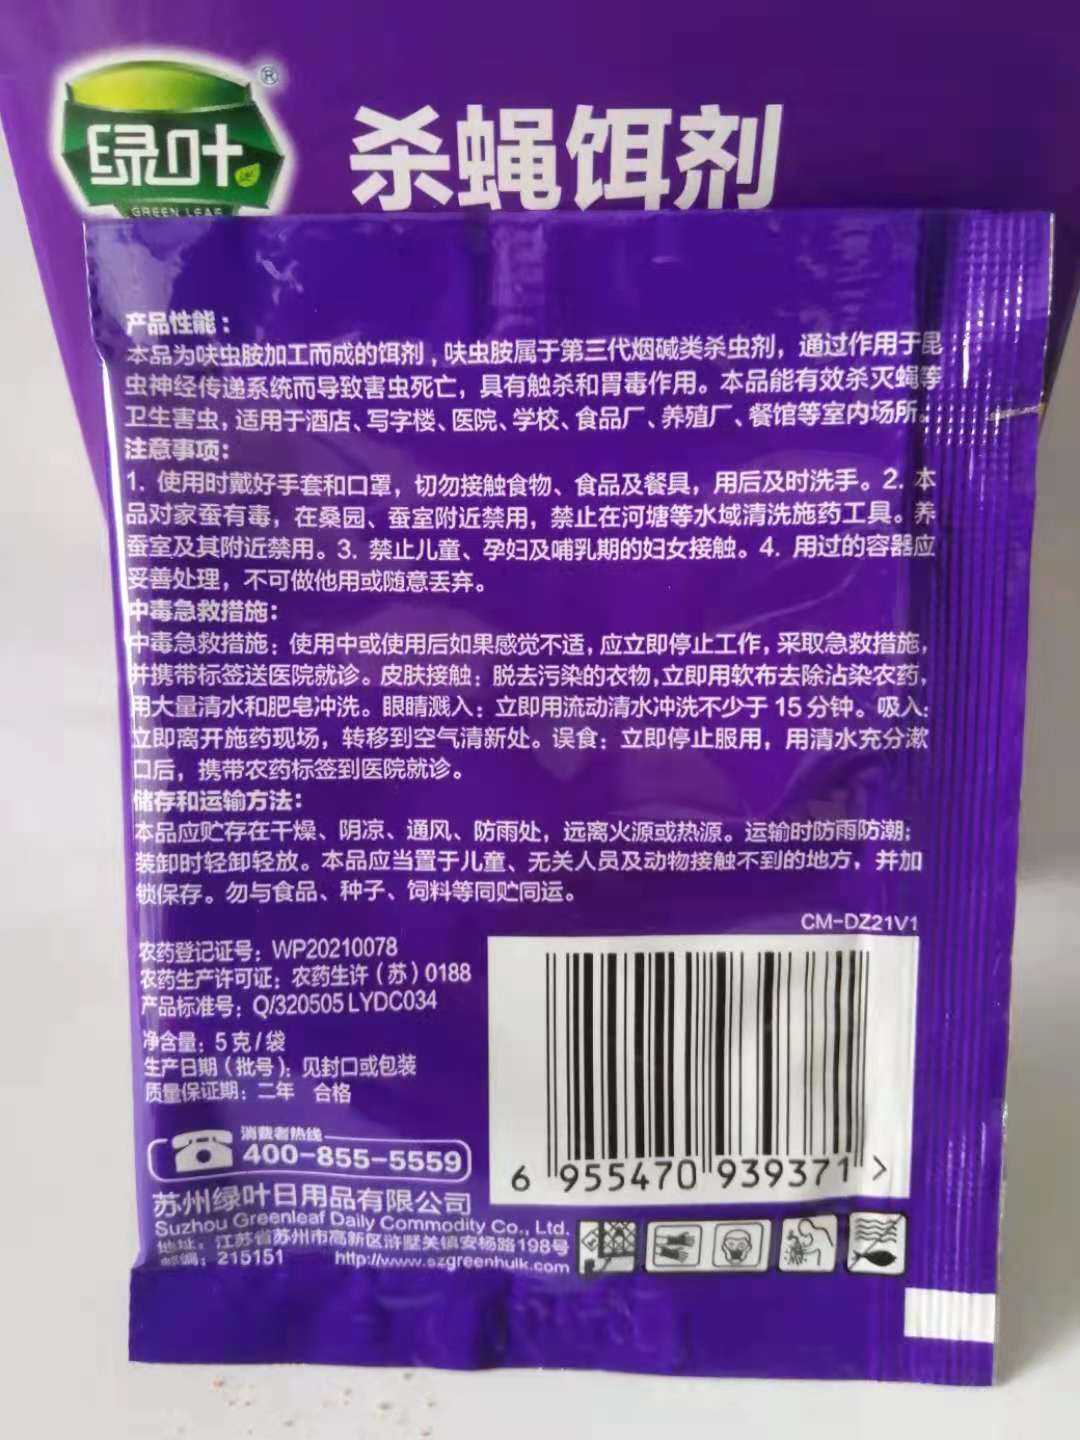 绿叶®
GREEN LEAF
杀蝇饵剂
产品性能：
本品为呋虫胺加工而成的饵剂，呋虫胺属于第三代烟碱类杀虫剂，通过作用于昆
虫神经传递系统而导致害虫死亡，具有触杀和胃毒作用。本品能有效杀灭蝇等
卫生害虫，适用于酒店、写字楼、医院、学校、食品厂、养殖厂、餐馆等室内场所。
注意事项：
1. 使用时戴好手套和口罩，切勿接触食物、食品及餐具，用后及时洗手。2. 本
品对家蚕有毒，在桑园、蚕室附近禁用，禁止在河塘等水域清洗施药工具。养
蚕室及其附近禁用。3. 禁止儿童、孕妇及哺乳期的妇女接触。4. 用过的容器应
妥善处理，不可做他用或随意丢弃。
中毒急救措施：
中毒急救措施：使用中或使用后如果感觉不适，应立即停止工作，采取急救措施，
并携带标签送医院就诊。皮肤接触：脱去污染的衣物，立即用软布去除沾染农药，
用大量清水和肥皂冲洗。眼睛溅入：立即用流动清水冲洗不少于15分钟。吸入：
立即离开施药现场，转移到空气清新处。误食：立即停止服用，用清水充分漱
口后，携带农药标签到医院就诊。
储存和运输方法：
本品应贮存在干燥、阴凉、通风、防雨处，远离火源或热源。运输时防雨防潮；
装卸时轻卸轻放。本品应当置于儿童、无关人员及动物接触不到的地方，并加
锁保存。勿与食品、种子、饲料等同贮同运。
CM-DZ21V1
农药登记证号：WP20210078
农药生产许可证：农药生许（苏）0188
产品标准号：Q/320505 LYDC034
净含量：5克/袋
生产日期（批号）：见封口或包装
质量保证期：二年 合格
消费者热线
400-855-5559
6 955470 939371 >
苏州绿叶日用品有限公司
Suzhou Greenleaf Daily Commodity Co., Ltd.
地址：江苏省苏州市高新区浒墅关镇安杨路198号
邮编：215151 http://www.szgreenhulk.com